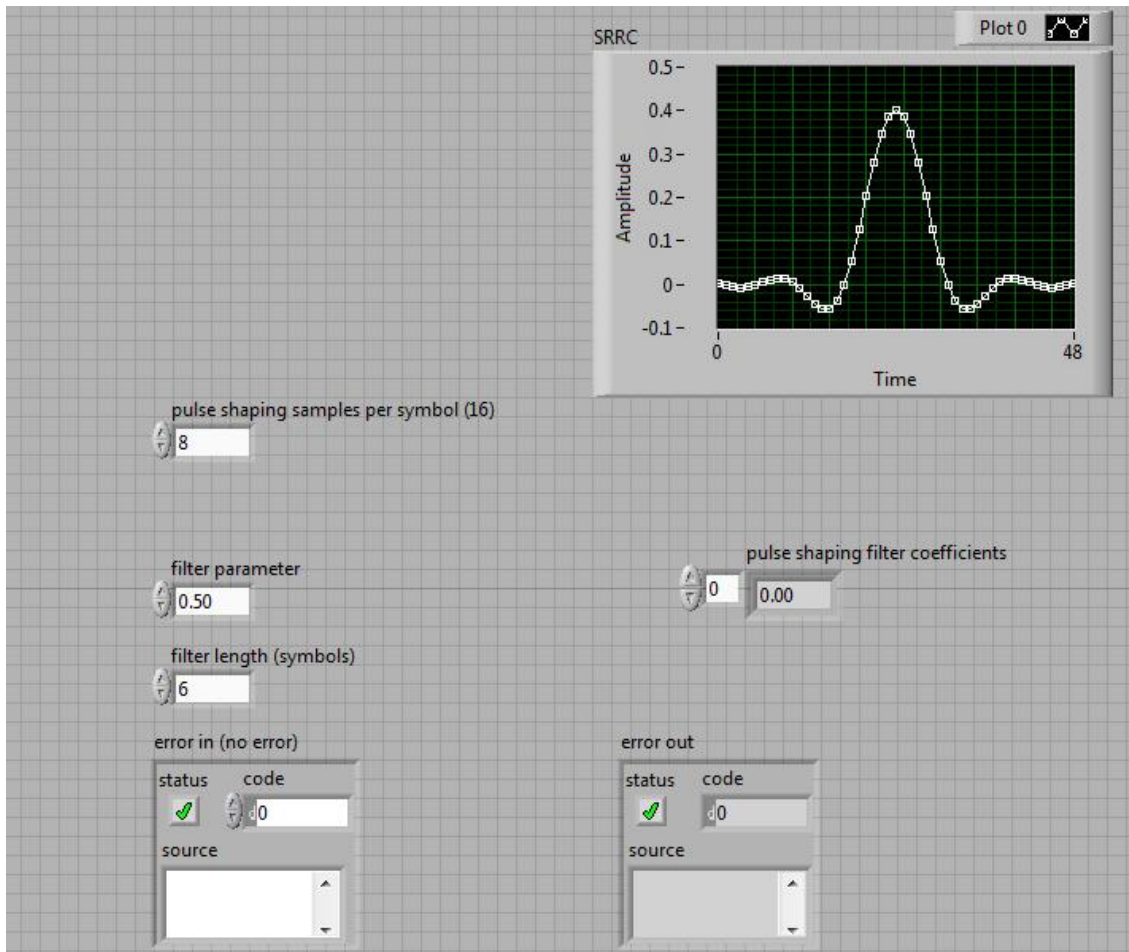 Plot 0
SRRC
0.5
0.4
0.3
0.2
0.1
0
-0.1
Amplitude
0
48
Time
pulse shaping samples per symbol (16)
8
pulse shaping filter coefficients
0
0.00
filter parameter
0.50
filter length (symbols)
6
error in (no error)
status
code
d0
source
error out
status
code
d0
source